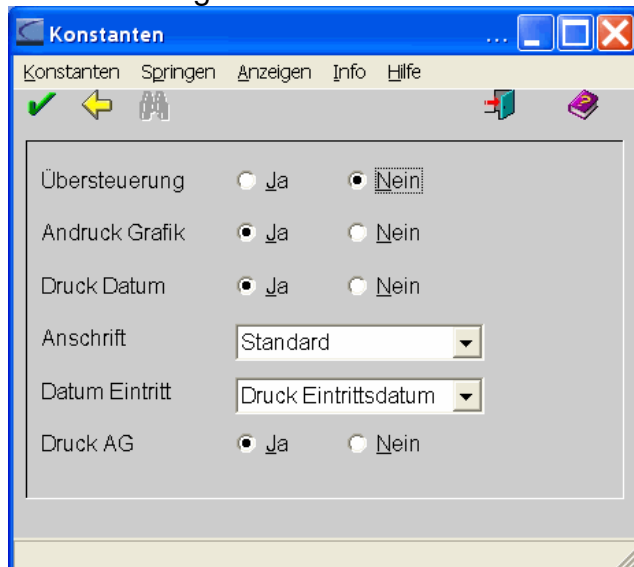 Konstanten ...
Konstanten Springen Anzeigen Info Hilfe
Übersteuerung Ja Nein
Andruck Grafik Ja Nein
Druck Datum Ja Nein
Anschrift Standard
Datum Eintritt Druck Eintrittsdatum
Druck AG Ja Nein